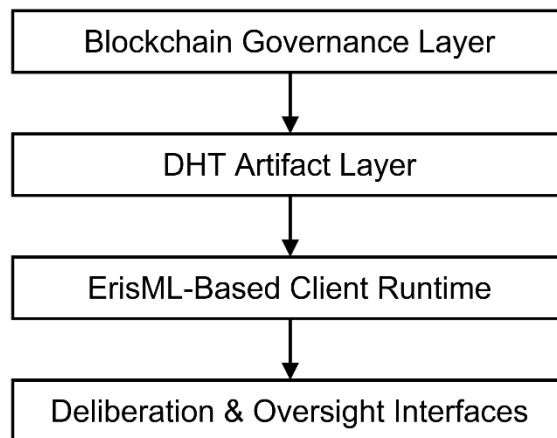 Blockchain Governance Layer
DHT Artifact Layer
ErisML-Based Client Runtime
Deliberation & Oversight Interfaces